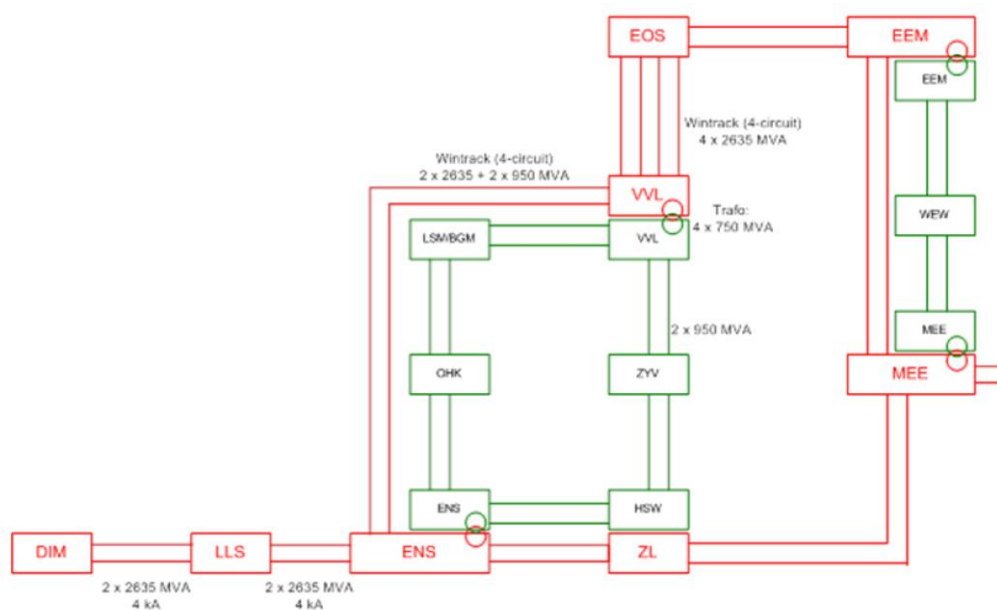 EOS
EEM
EEM
Wintrack (4-circuit)
4 x 2635 MVA
Wintrack (4-circuit)
2 x 2635 + 2 x 950 MVA
VVL
Trafo:
4 x 750 MVA
LSM/BGM
VVL
WEW
2 x 950 MVA
MEE
OHK
ZYV
MEE
ENS
HSW
DIM
LLS
ENS
ZL
2 x 2635 MVA
4 kA
2 x 2635 MVA
4 kA